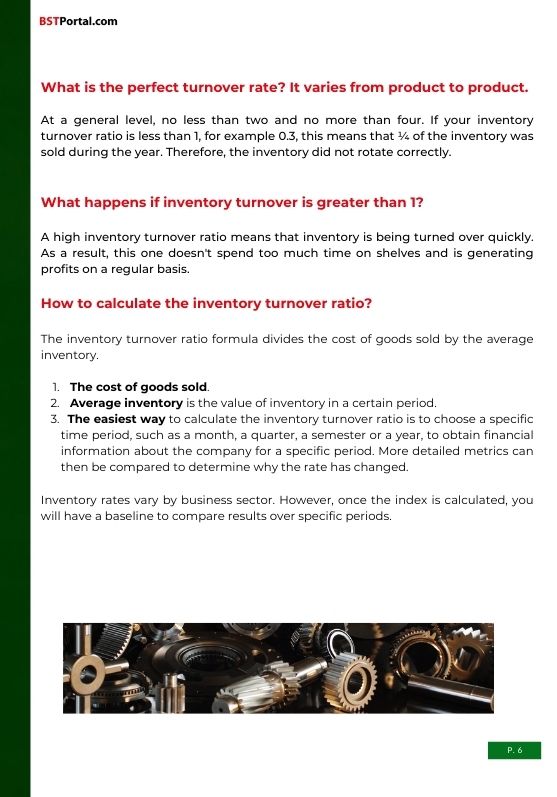 BSTPortal.com
What is the perfect turnover rate? It varies from product to product.
At a general level, no less than two and no more than four. If your inventory
turnover ratio is less than 1, for example 0.3, this means that ¼ of the inventory was
sold during the year. Therefore, the inventory did not rotate correctly.
What happens if inventory turnover is greater than 1?
A high inventory turnover ratio means that inventory is being turned over quickly.
As a result, this one doesn't spend too much time on shelves and is generating
profits on a regular basis.
How to calculate the inventory turnover ratio?
The inventory turnover ratio formula divides the cost of goods sold by the average
inventory.
1. The cost of goods sold.
2. Average inventory is the value of inventory in a certain period.
3. The easiest way to calculate the inventory turnover ratio is to choose a specific
time period, such as a month, a quarter, a semester or a year, to obtain financial
information about the company for a specific period. More detailed metrics can
then be compared to determine why the rate has changed.
Inventory rates vary by business sector. However, once the index is calculated, you
will have a baseline to compare results over specific periods.
P. 6